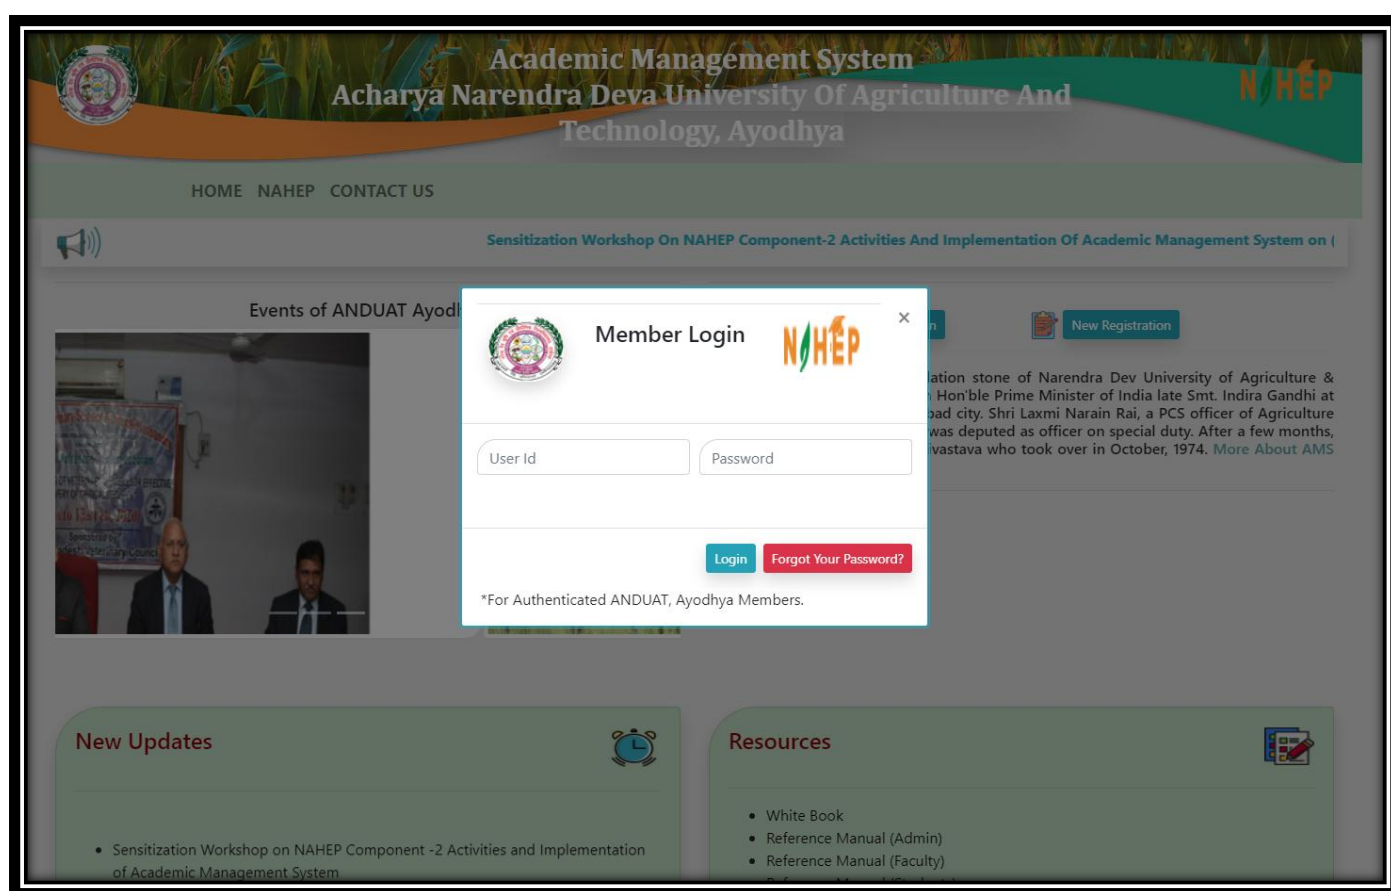 Academic Management System
Acharya Narendra Deva University Of Agriculture And
Technology, Ayodhya
NAHEP
HOME NAHEP CONTACT US
Sensitization Workshop On NAHEP Component-2 Activities And Implementation Of Academic Management System on (
Events of ANDUAT Ayodh
New Registration
Member Login
NAHEP
×
User Id
Password
Login
Forgot Your Password?
*For Authenticated ANDUAT, Ayodhya Members.
lation stone of Narendra Dev University of Agriculture &
Hon'ble Prime Minister of India late Smt. Indira Gandhi at
bad city. Shri Laxmi Narain Rai, a PCS officer of Agriculture
was deputed as officer on special duty. After a few months,
ivastava who took over in October, 1974. More About AMS
New Updates
Sensitization Workshop on NAHEP Component -2 Activities and Implementation
of Academic Management System
Resources
White Book
Reference Manual (Admin)
Reference Manual (Faculty)